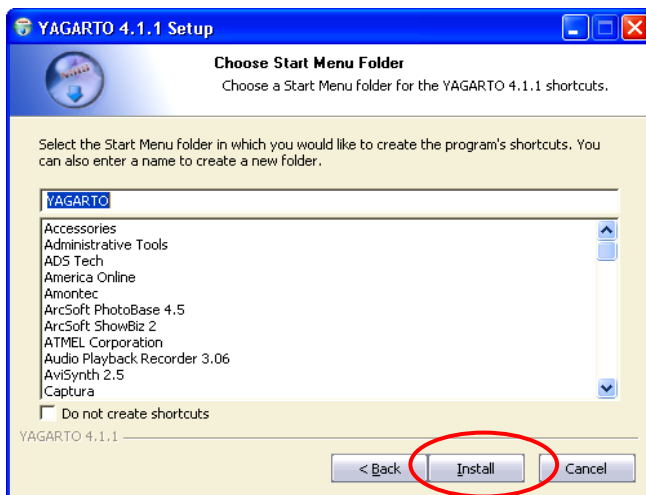 YAGARTO 4.1.1 Setup
Choose Start Menu Folder
Choose a Start Menu folder for the YAGARTO 4.1.1 shortcuts.
Select the Start Menu folder in which you would like to create the program's shortcuts. You
can also enter a name to create a new folder.
YAGARTO
Accessories
Administrative Tools
ADS Tech
America Online
Amontec
ArcSoft PhotoBase 4.5
ArcSoft ShowBiz 2
ATMEL Corporation
Audio Playback Recorder 3.06
AviSynth 2.5
Captura
Do not create shortcuts
YAGARTO 4.1.1
< Back Install Cancel